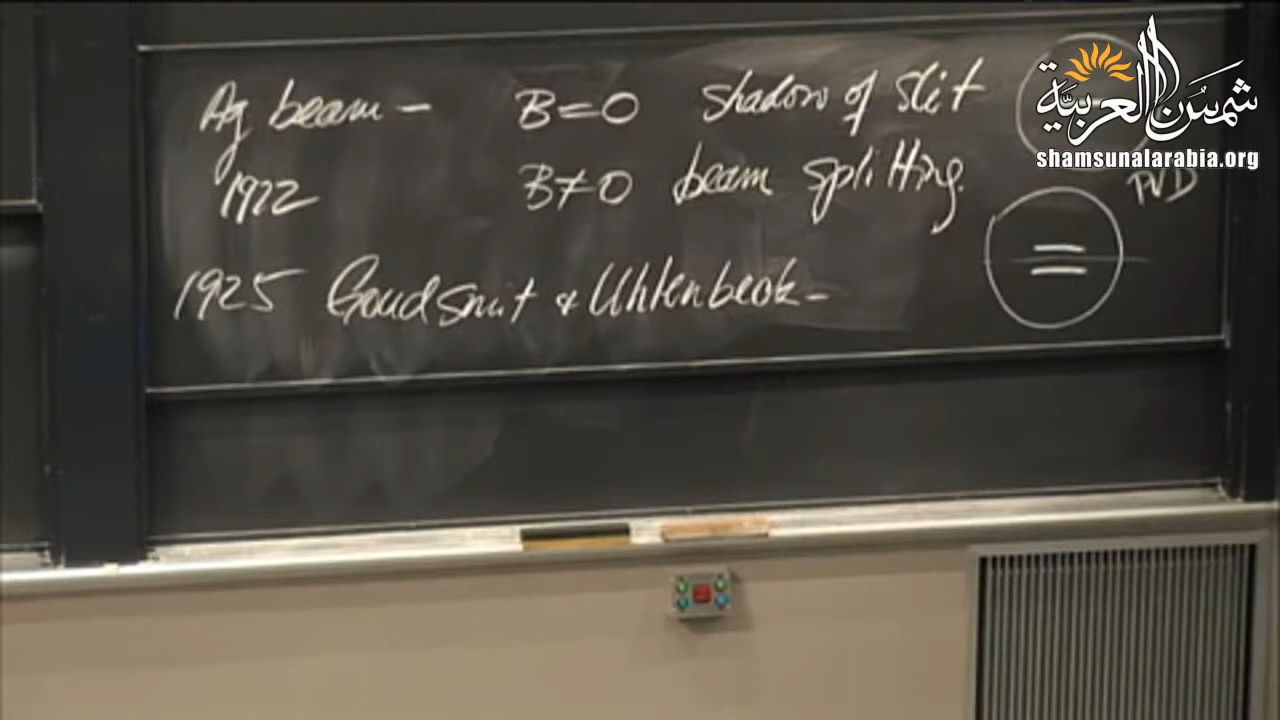 Ag beam – B=0 shadow of slit
1922 B≠0 beam splitting.
PVD
1925 Goudsmit & Uhlenbeck –
شمس العربية
shamsunalarabia.org